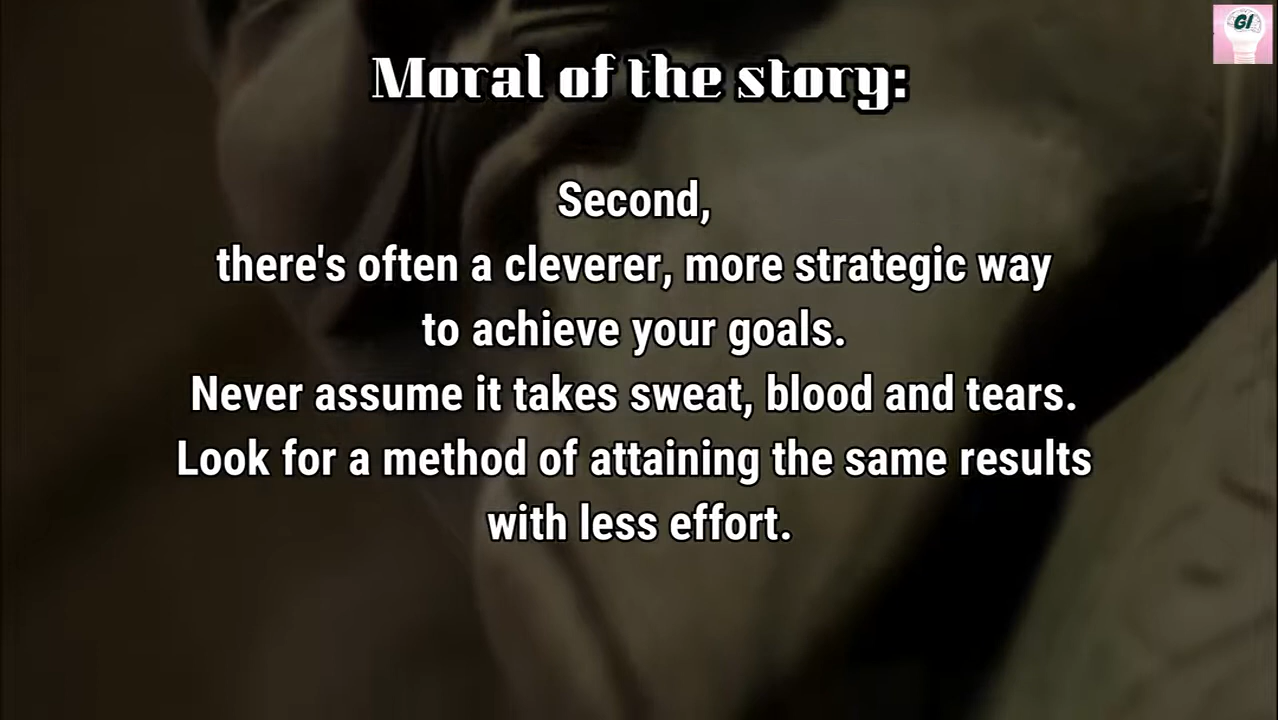 GI
Moral of the story:
Second,
there's often a cleverer, more strategic way
to achieve your goals.
Never assume it takes sweat, blood and tears.
Look for a method of attaining the same results
with less effort.